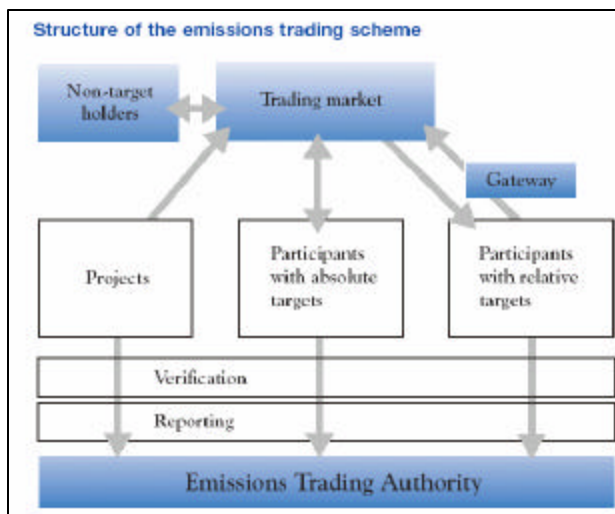 Structure of the emissions trading scheme
Non-target
holders
Trading market
Gateway
Projects
Participants
with absolute
targets
Participants
with relative
targets
Verification
Reporting
Emissions Trading Authority